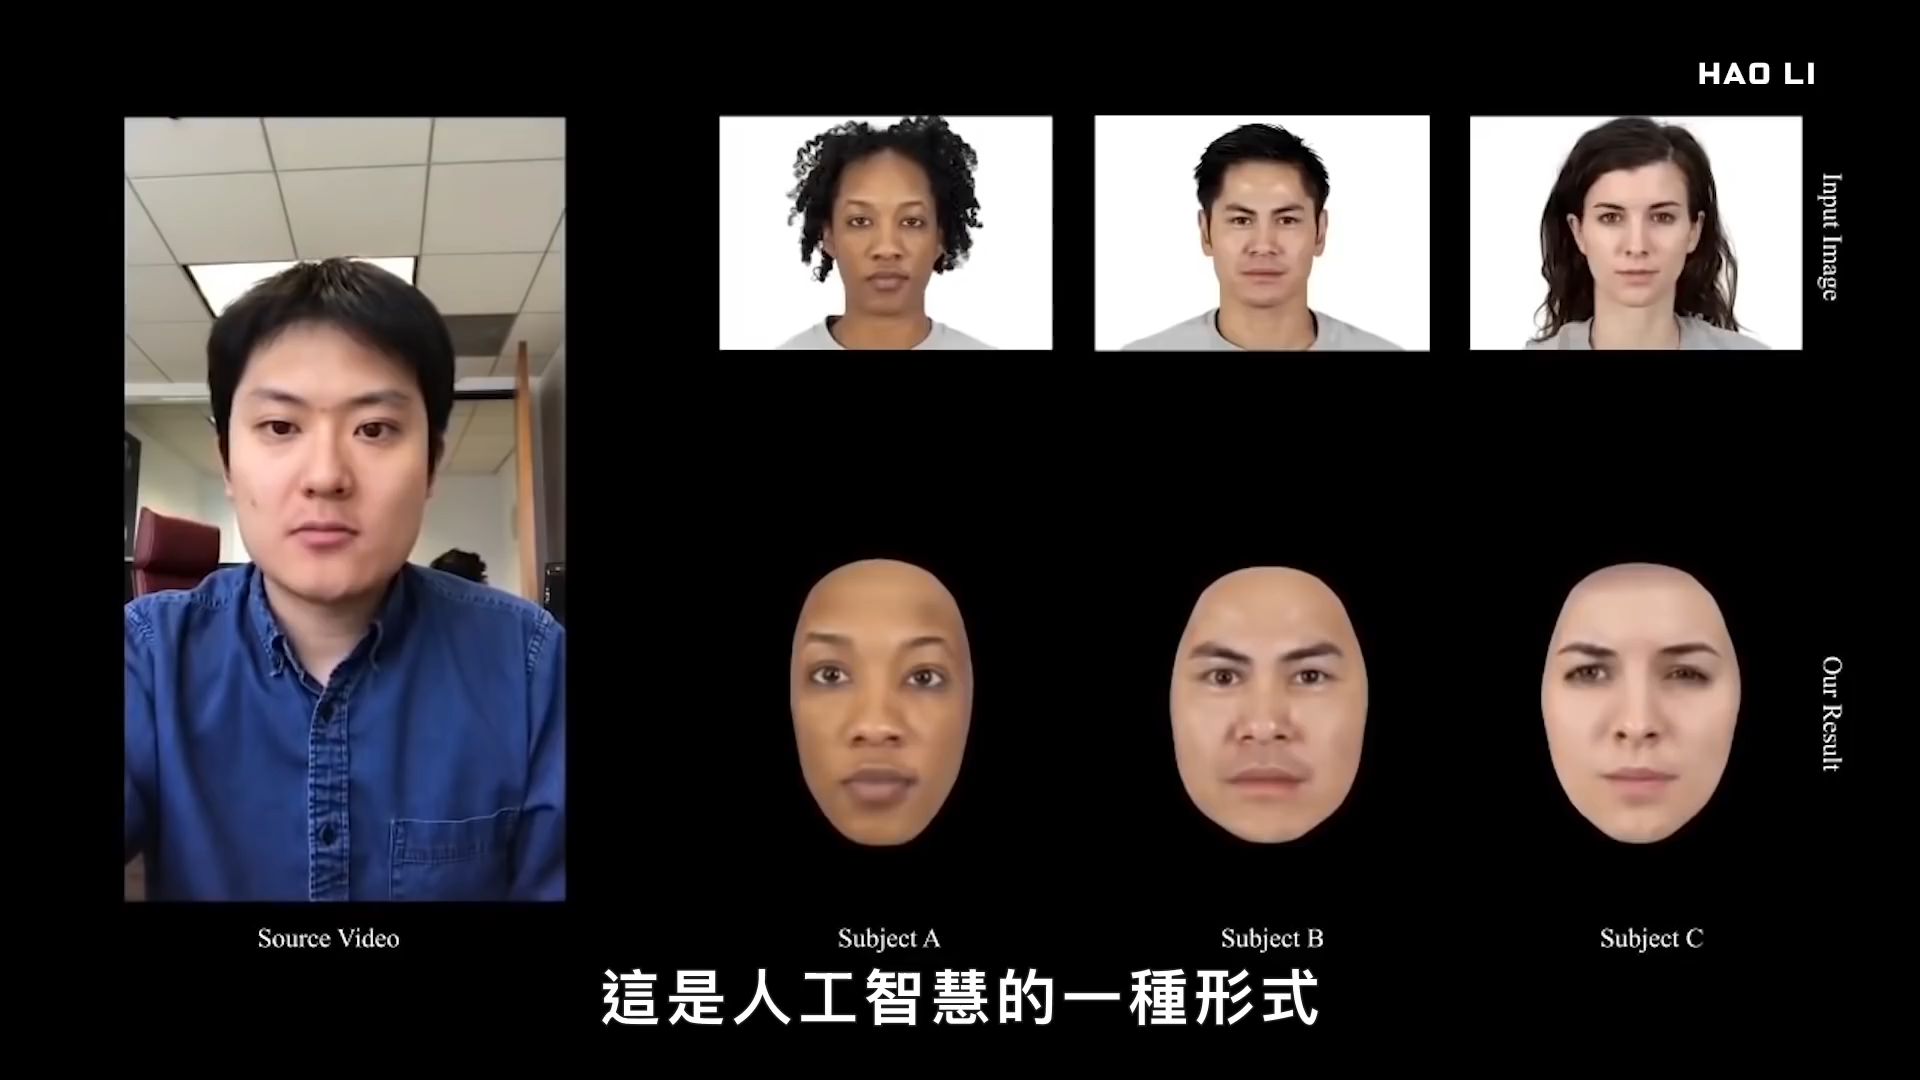 HAO LI
Input Image
Our Result
Source Video
Subject A
Subject B
Subject C
這是人工智慧的一種形式